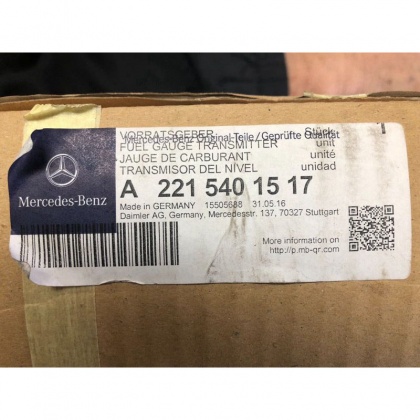 Mercedes-Benz Original-Teile/Geprüfte Qualität
VORRATSGEBER Stück
FUEL GAUGE TRANSMITTER unit
JAUGE DE CARBURANT unité
TRANSMISOR DEL NÍVEL unidad
Mercedes-Benz
A 221 540 15 17
Made in GERMANY 15505688 31.05.16
Daimler AG, Germany, Mercedesstr. 137, 70327 Stuttgart
More info on
http://p.mb-qr.com